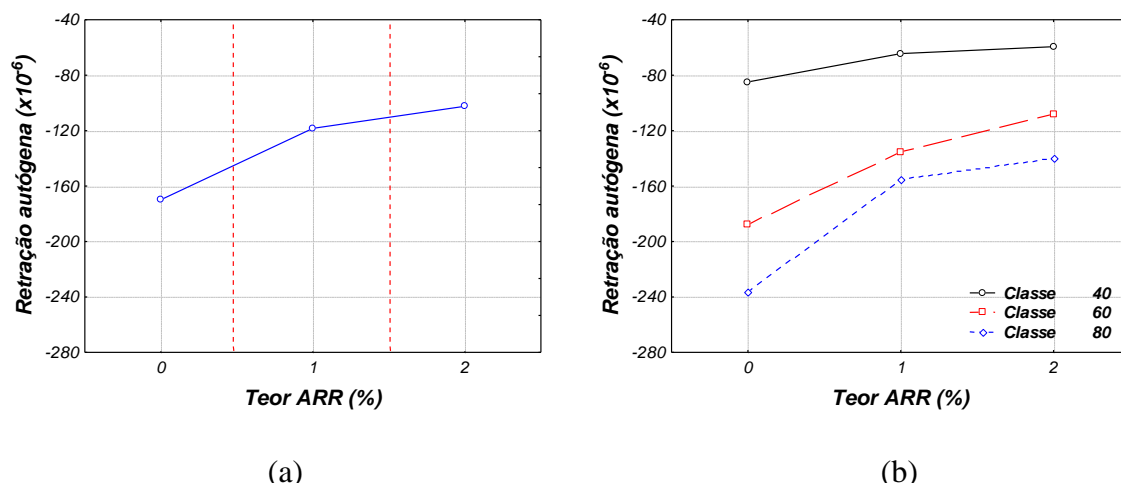 Retração autógena (x10⁻⁶)
-40
-80
-120
-160
-200
-240
-280
0 1 2
Teor ARR (%)
(a)
Retração autógena (x10⁻⁶)
-40
-80
-120
-160
-200
-240
-280
Classe 40
Classe 60
Classe 80
0 1 2
Teor ARR (%)
(b)